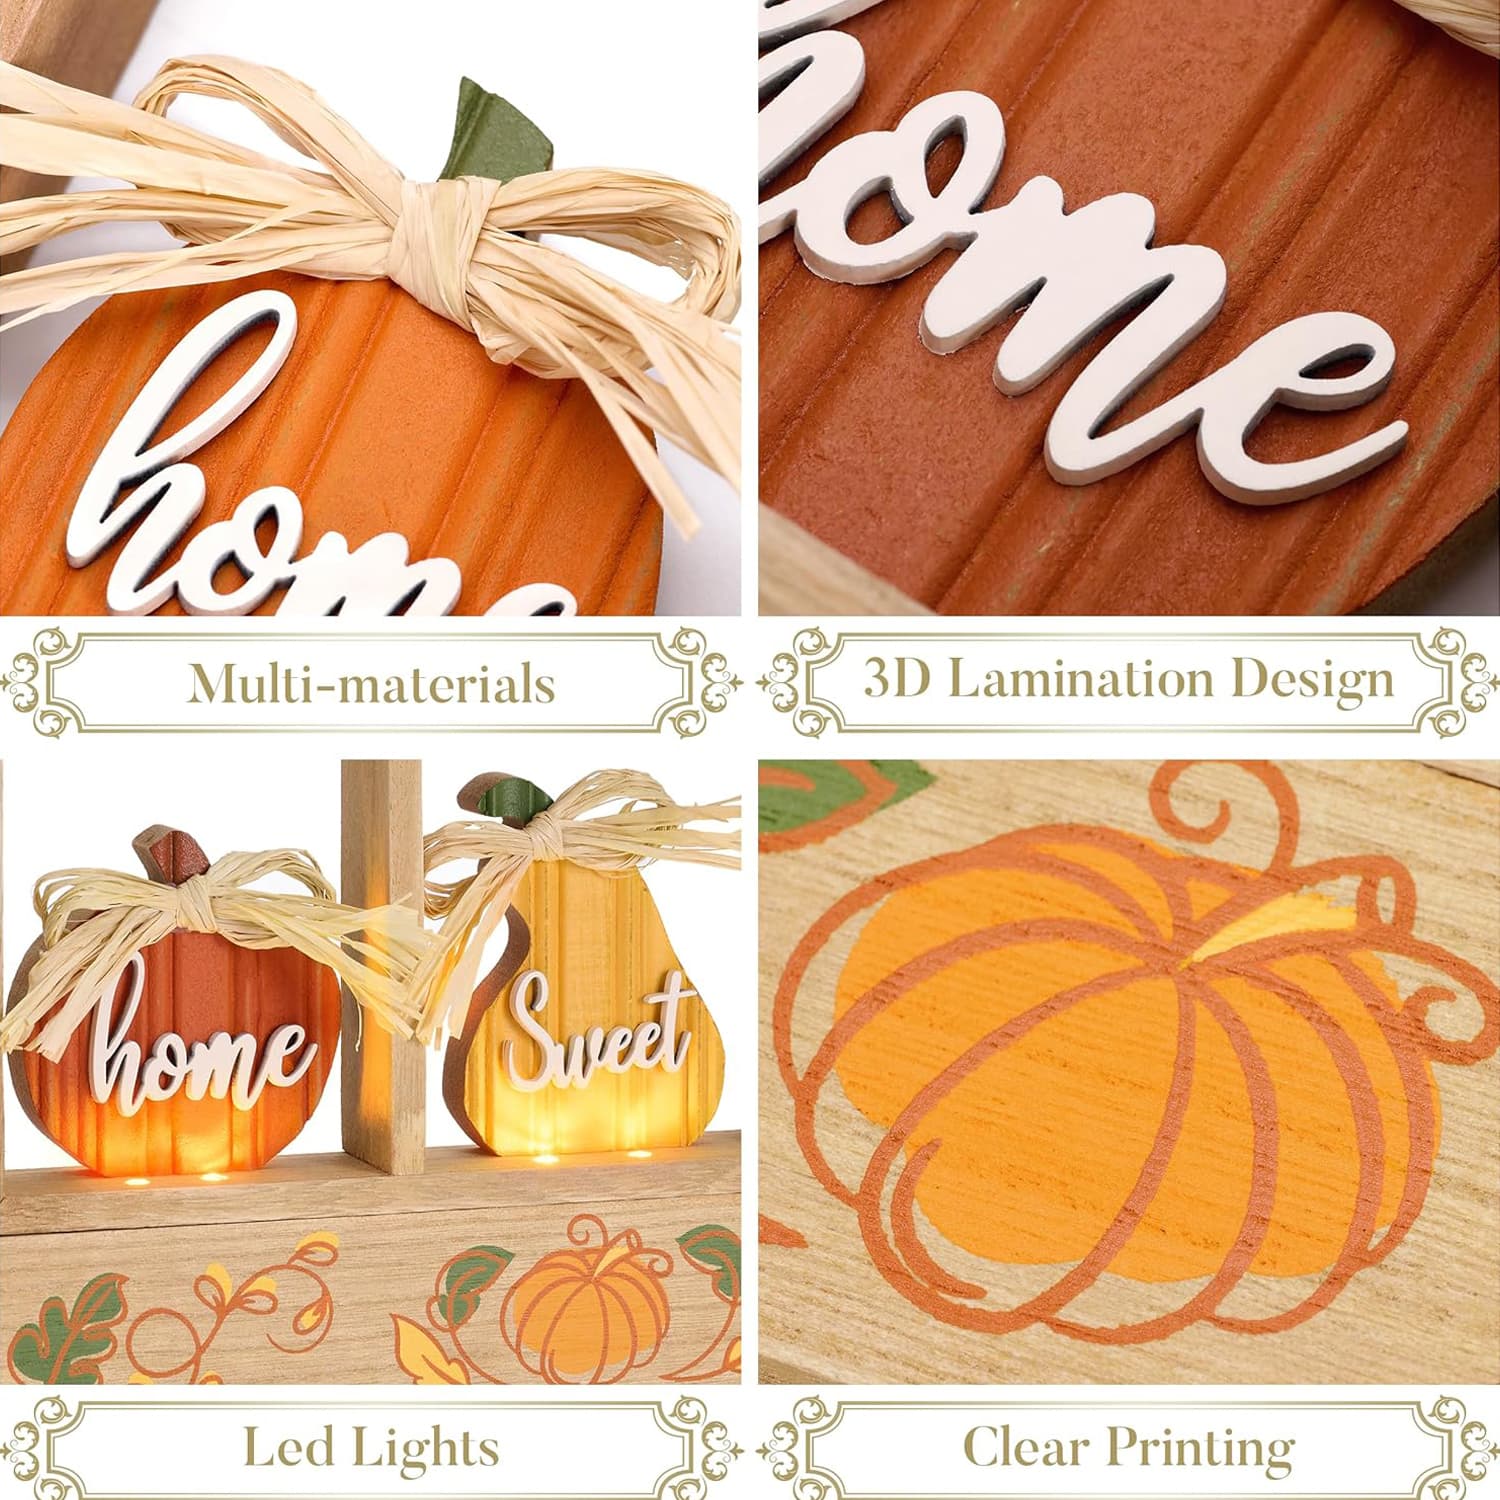 home
home
Multi-materials
3D Lamination Design
home
Sweet
Led Lights
Clear Printing